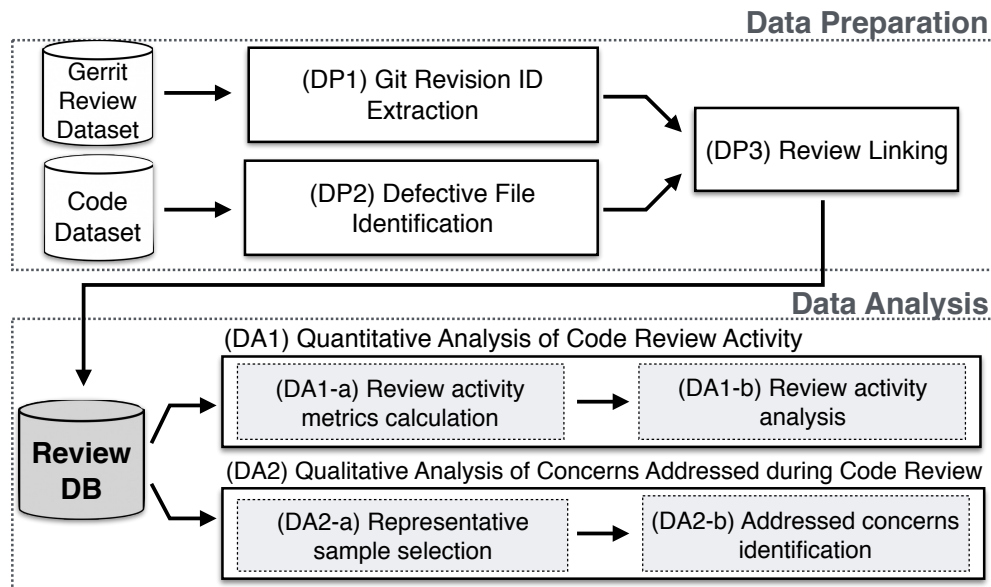 Data Preparation
Gerrit
Review
Dataset
(DP1) Git Revision ID
Extraction
(DP3) Review Linking
Code
Dataset
(DP2) Defective File
Identification
Data Analysis
(DA1) Quantitative Analysis of Code Review Activity
(DA1-a) Review activity
metrics calculation
(DA1-b) Review activity
analysis
Review
DB
(DA2) Qualitative Analysis of Concerns Addressed during Code Review
(DA2-a) Representative
sample selection
(DA2-b) Addressed concerns
identification